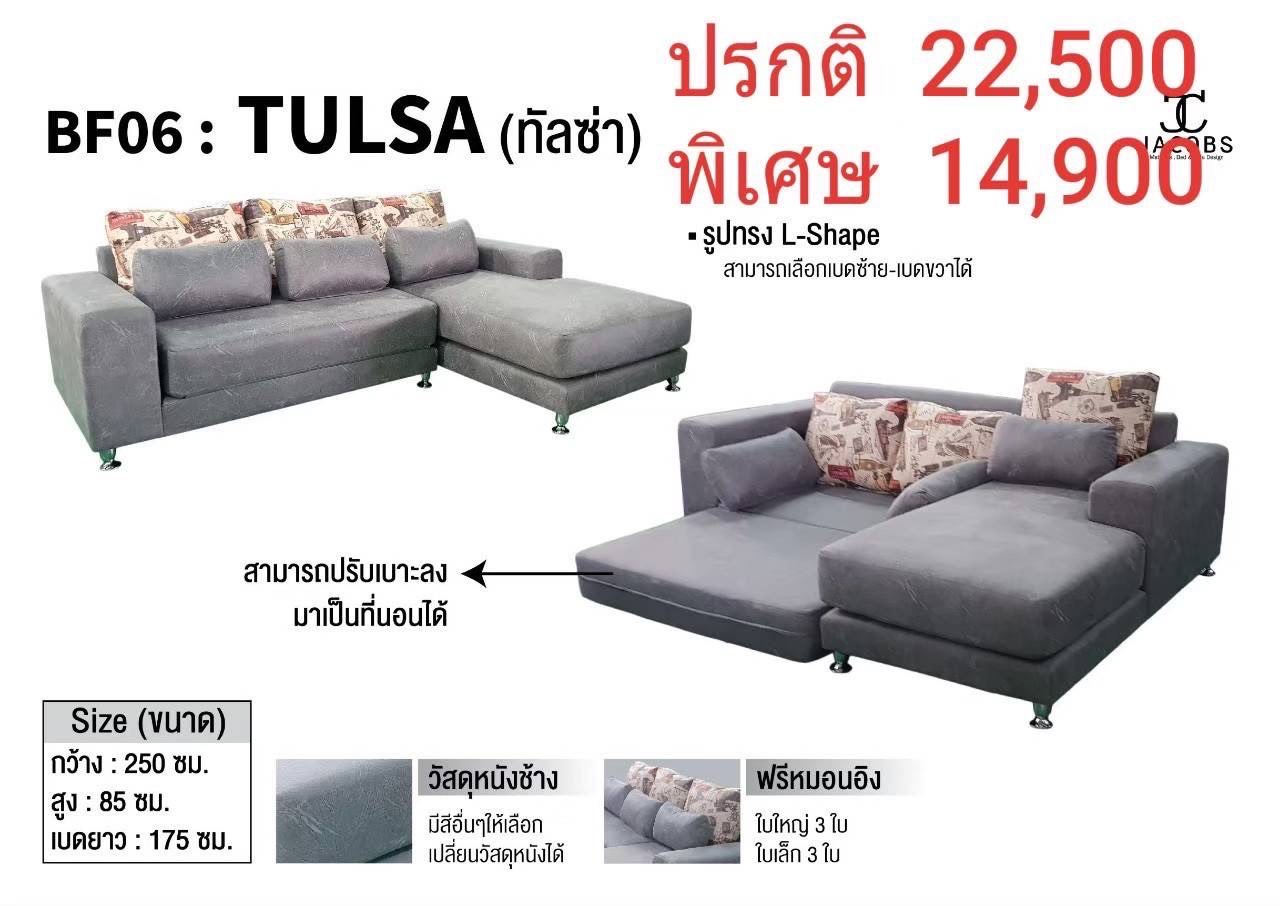 ปรกติ 22,500
BF06 : TULSA (ทัลซ่า)
JACOBS
พิเศษ 14,900
▪ รูปทรง L-Shape
สามารถเลือกเบดซ้าย-เบดขวาได้
สามารถปรับเบาะลง
มาเป็นที่นอนได้
Size (ขนาด)
กว้าง : 250 ซม.
สูง : 85 ซม.
เบดยาว : 175 ซม.
วัสดุหนังช้าง
มีสีอื่นๆให้เลือก
เปลี่ยนวัสดุหนังได้
ฟรีหมอนอิง
ใบใหญ่ 3 ใบ
ใบเล็ก 3 ใบ